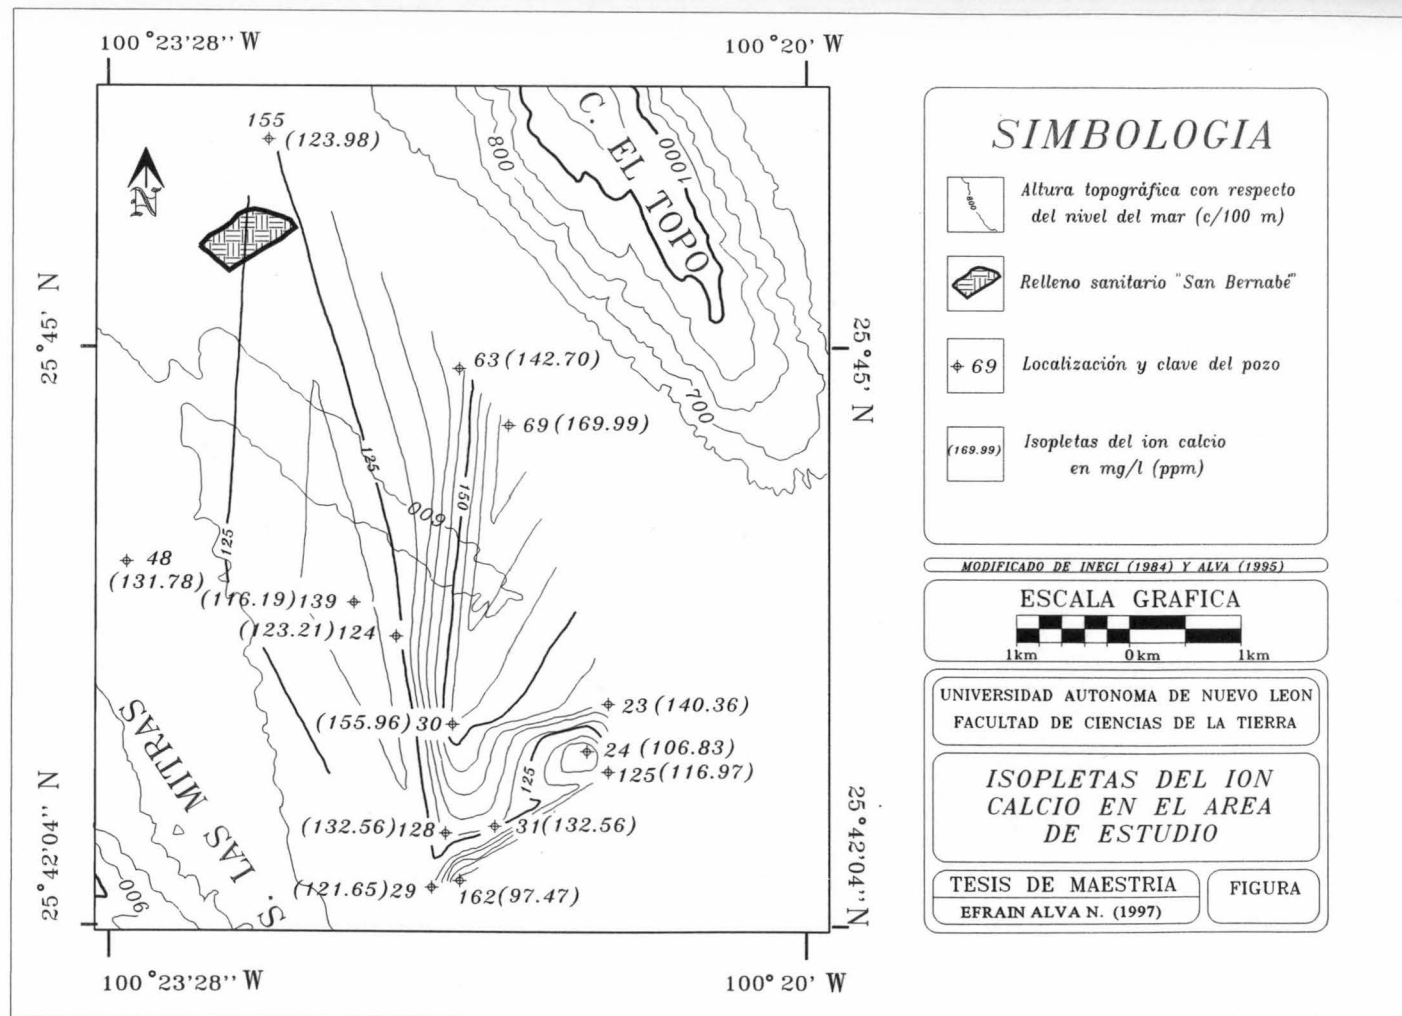 100°23'28'' W
100°20' W
155
(123.98)
N
C. EL TOPO
800
1000
25°45' N
25°45' N
63(142.70)
69(169.99)
700
125
150
600
125
48
(131.78)
(116.19)139
(123.21)124
(155.96)30
23(140.36)
24(106.83)
125(116.97)
125
(132.56)128
31(132.56)
(121.65)29
162(97.47)
S. LAS MITRAS
900
25°42'04'' N
25°42'04'' N
100°23'28'' W
100°20' W
SIMBOLOGIA
800
Altura topográfica con respecto
del nivel del mar (c/100 m)
Relleno sanitario "San Bernabé"
69
Localización y clave del pozo
(169.99)
Isopletas del ion calcio
en mg/l (ppm)
MODIFICADO DE INEGI (1984) Y ALVA (1995)
ESCALA GRAFICA
1km 0km 1km
UNIVERSIDAD AUTONOMA DE NUEVO LEON
FACULTAD DE CIENCIAS DE LA TIERRA
ISOPLETAS DEL ION
CALCIO EN EL AREA
DE ESTUDIO
TESIS DE MAESTRIA
EFRAIN ALVA N. (1997)
FIGURA